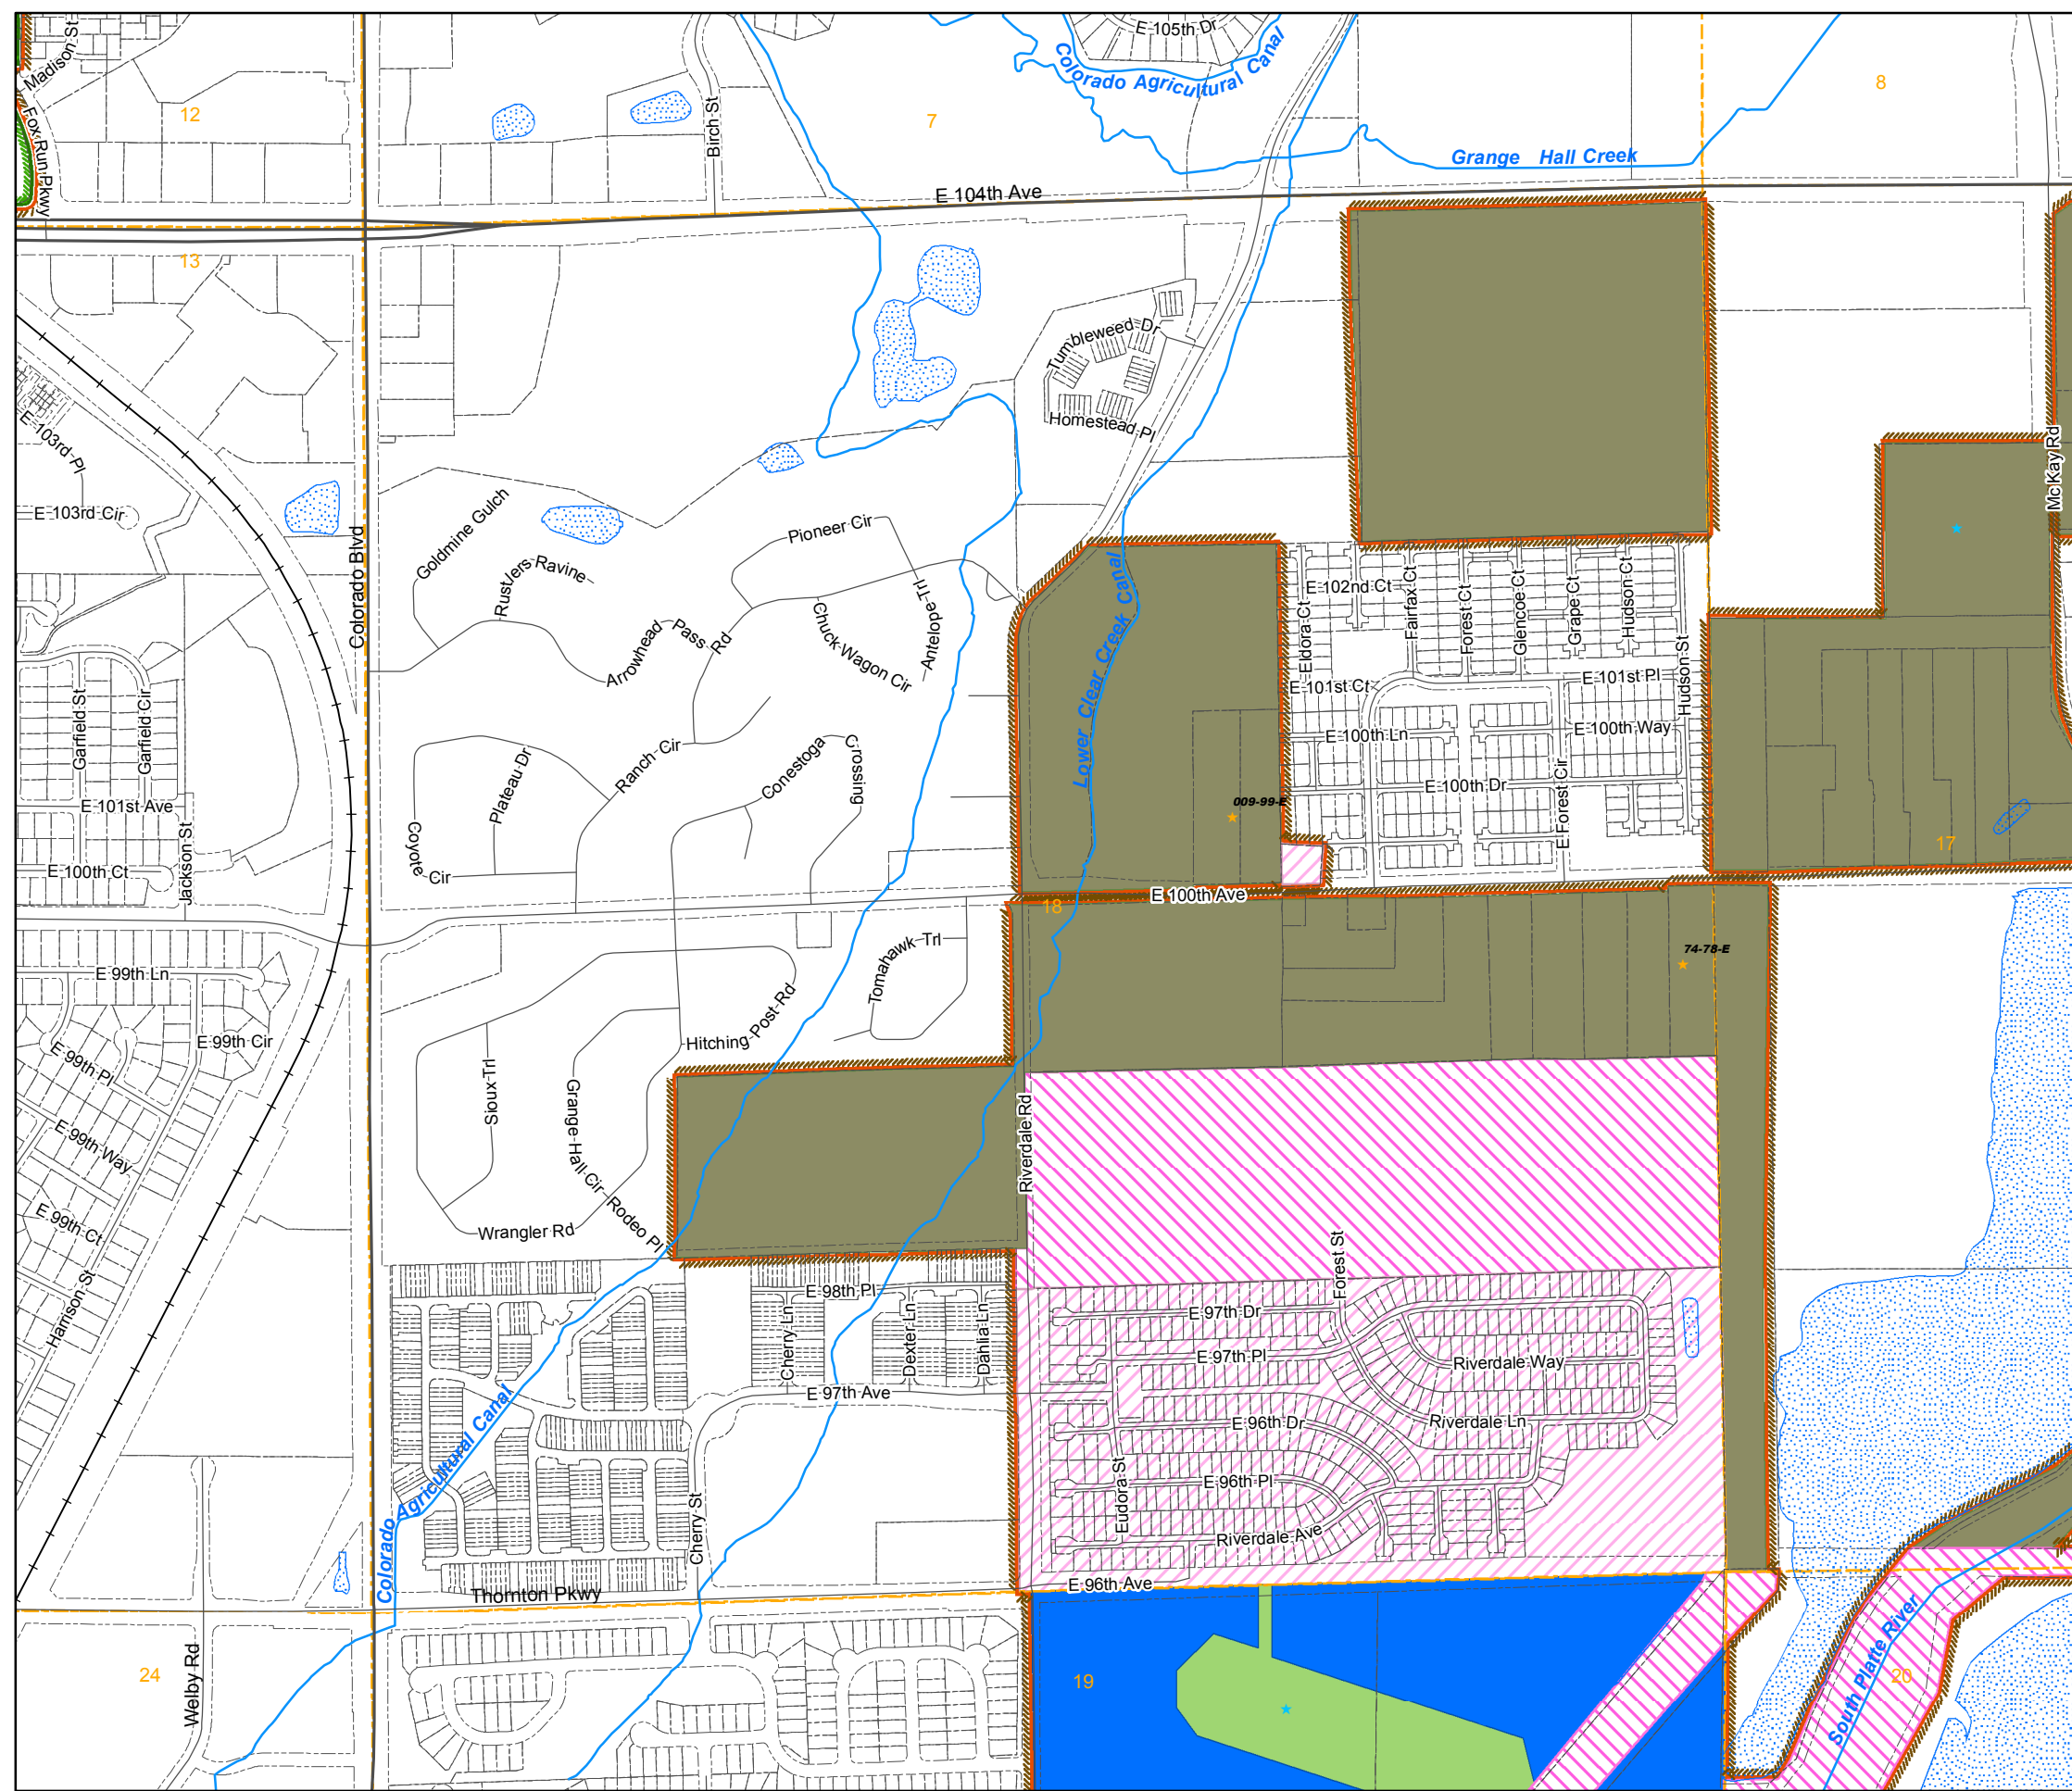 E 105th Dr
Madison St
Colorado Agricultural Canal
8
12
7
Birch St
Fox Run Pkwy
Grange Hall Creek
E 104th Ave
13
Tumbleweed Dr
E 103rd Pl
Homestead Pl
McKay Rd
E 103rd Cir
Goldmine Gulch
Pioneer Cir
Colorado Blvd
Rustlers Ravine
Antelope Trl
E 102nd Ct
Fairfax Ct
Forest Ct
Glencoe Ct
Grape Ct
Hudson Ct
Eldora Ct
Arrowhead Pass
Rd
Chuck Wagon Cir
Lower Clear Creek Canal
E 101st Ct
E 101st Pl
Hudson St
Garfield St
Garfield Cir
E 100th Ln
E 100th Way
Plateau Dr
Ranch Cir
Conestoga Crossing
E 100th Dr
E Forest Cir
E 101st Ave
009-99-E
Coyote Cir
Jackson St
17
E 100th Ct
E 100th Ave
18
Tomahawk Trl
74-78-E
E 99th Ln
E 99th Cir
Hitching Post Rd
E 99th Pl
Sioux Trl
Grange Hall Cir
Riverdale Rd
E 99th Way
E 99th Ct
Wrangler Rd
Rodeo Pl
Forest St
Harrison St
E 98th Pl
Cherry Ln
Dexter Ln
Dahlia Ln
E 97th Dr
E 97th Pl
Riverdale Way
E 97th Ave
Riverdale Ln
E 96th Dr
Colorado Agricultural Canal
E 96th Pl
Eudora St
Cherry St
Riverdale Ave
E 96th Ave
Thornton Pkwy
South Platte River
24
Welby Rd
19
20